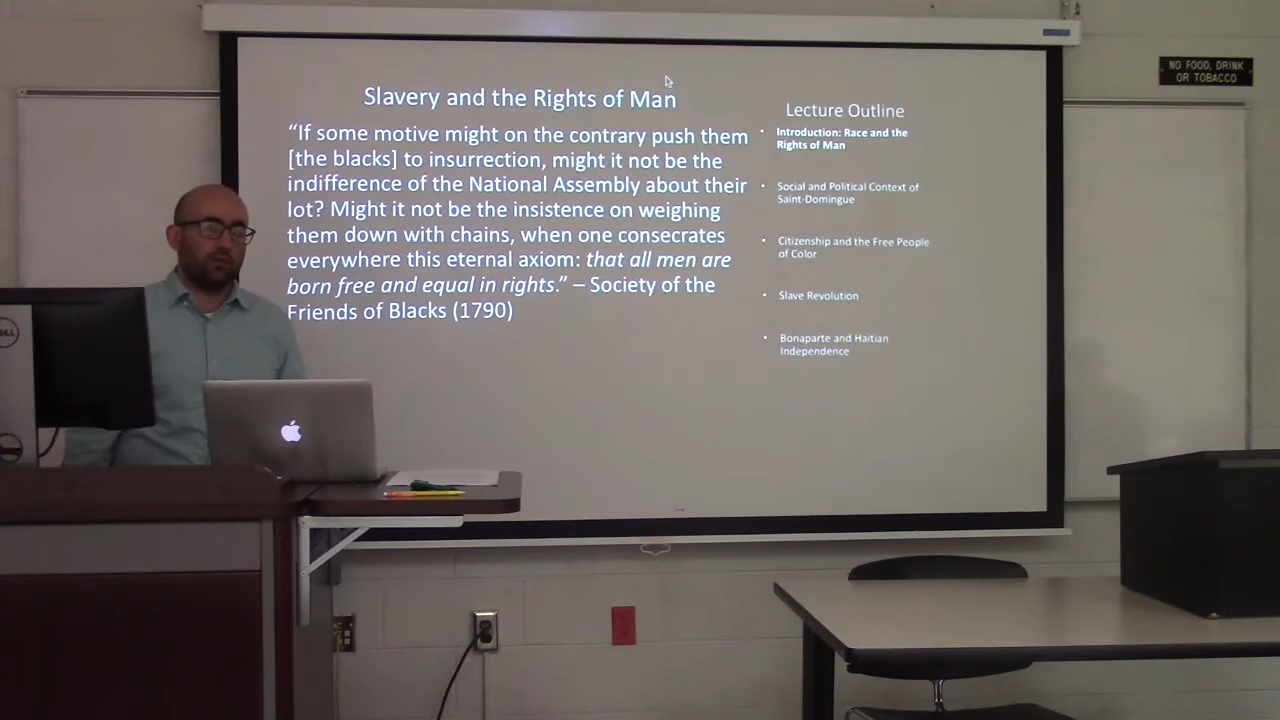 Slavery and the Rights of Man
“If some motive might on the contrary push them
[the blacks] to insurrection, might it not be the
indifference of the National Assembly about their
lot? Might it not be the insistence on weighing
them down with chains, when one consecrates
everywhere this eternal axiom: that all men are
born free and equal in rights.” – Society of the
Friends of Blacks (1790)
Lecture Outline
• Introduction: Race and the
Rights of Man
• Social and Political Context of
Saint-Domingue
• Citizenship and the Free People
of Color
• Slave Revolution
• Bonaparte and Haitian
Independence
NO FOOD, DRINK
OR TOBACCO
DELL